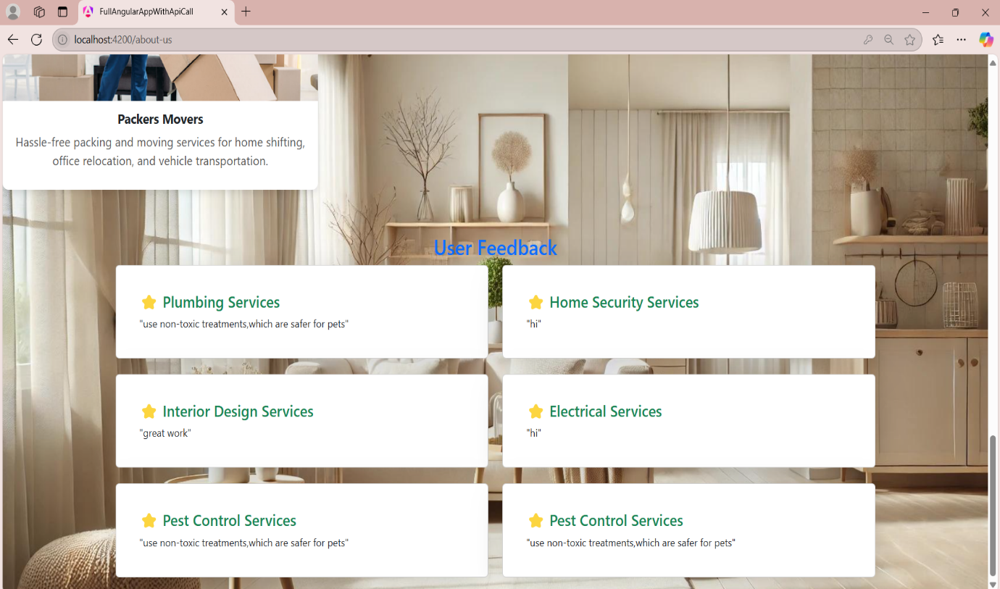 FullAngularAppWithApiCall
localhost:4200/about-us
Packers Movers
Hassle-free packing and moving services for home shifting,
office relocation, and vehicle transportation.
User Feedback
Plumbing Services
"use non-toxic treatments,which are safer for pets"
Home Security Services
"hi"
Interior Design Services
"great work"
Electrical Services
"hi"
Pest Control Services
"use non-toxic treatments,which are safer for pets"
Pest Control Services
"use non-toxic treatments,which are safer for pets"